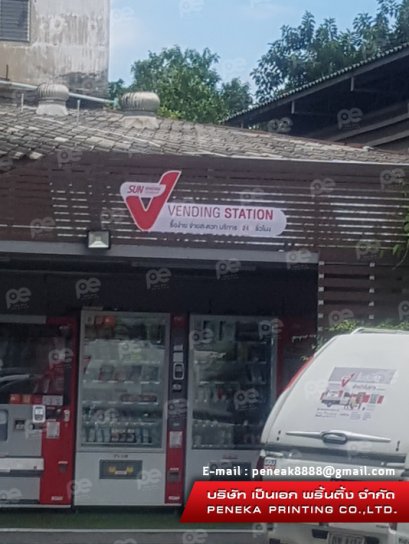 SUN
VENDING STATION
ซื้อง่าย จ่ายสะดวก บริการ 24 ชั่วโมง
E-mail : peneak8888@gmail.com
บริษัท เป็นเอก พริ้นติ้ง จำกัด
PENEKA PRINTING CO.,LTD.